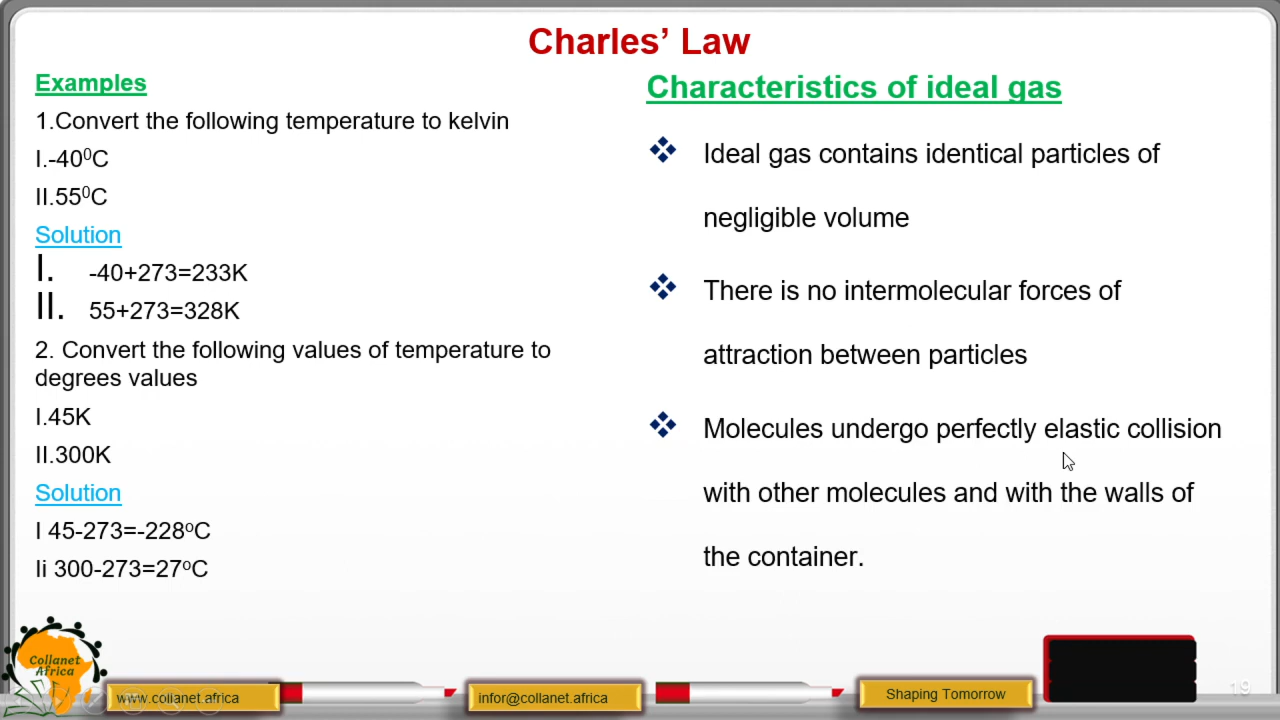 Charles’ Law
Examples
1.Convert the following temperature to kelvin
I.-40⁰C
II.55⁰C
Solution
I. -40+273=233K
II. 55+273=328K
2. Convert the following values of temperature to
degrees values
I.45K
II.300K
Solution
I 45-273=-228ᵒC
Ii 300-273=27ᵒC
Characteristics of ideal gas
❖ Ideal gas contains identical particles of
negligible volume
❖ There is no intermolecular forces of
attraction between particles
❖ Molecules undergo perfectly elastic collision
with other molecules and with the walls of
the container.
Collanet
Africa
www.collanet.africa
infor@collanet.africa
Shaping Tomorrow
19